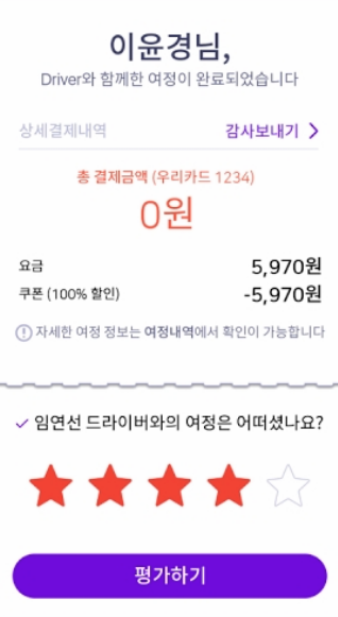 이윤경님,
Driver와 함께한 여정이 완료되었습니다
상세결제내역 감사보내기
총 결제금액 (우리카드 1234)
0원
요금 5,970원
쿠폰 (100% 할인) -5,970원
자세한 여정 정보는 여정내역에서 확인이 가능합니다
임연선 드라이버와의 여정은 어떠셨나요?
평가하기